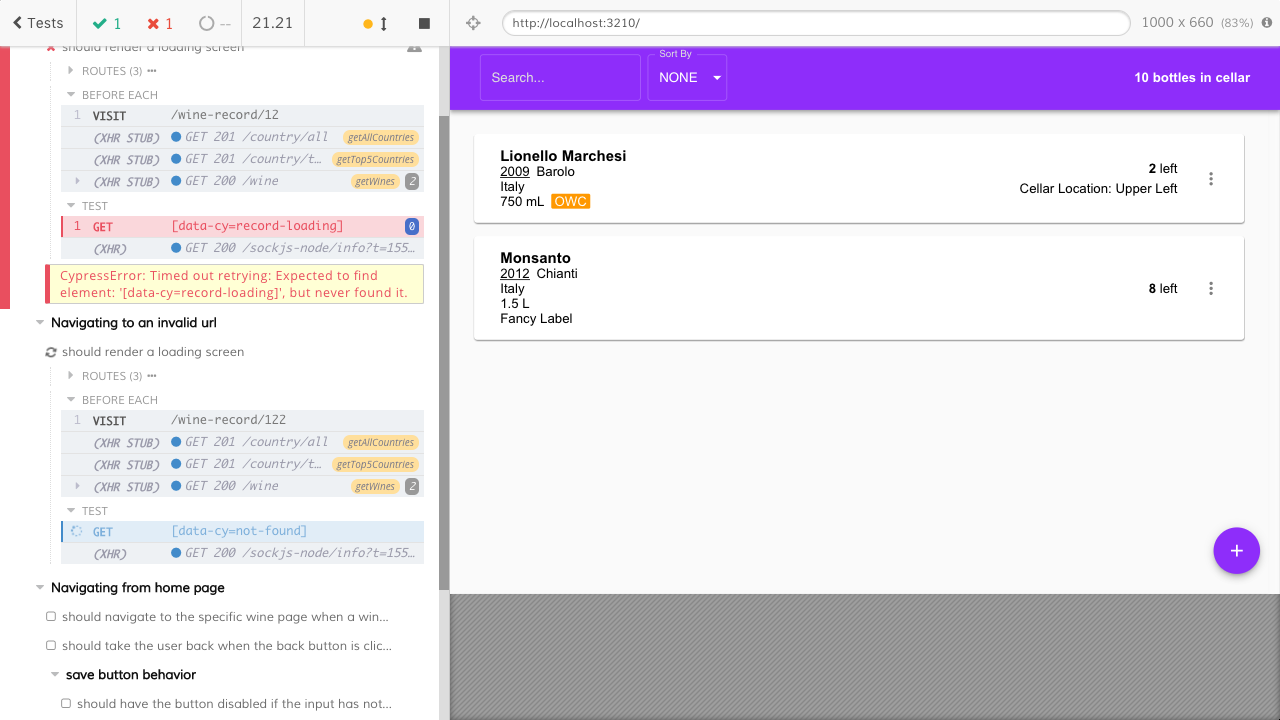 Tests
1
1
--
21.21
http://localhost:3210/
1000 x 660 (83%)
should render a loading screen
ROUTES (3)
BEFORE EACH
1 VISIT /wine-record/12
(XHR STUB) GET 201 /country/all getAllCountries
(XHR STUB) GET 201 /country/t... getTop5Countries
(XHR STUB) GET 200 /wine getWines 2
TEST
1 GET [data-cy=record-loading] 0
(XHR) GET 200 /sockjs-node/info?t=155...
CypressError: Timed out retrying: Expected to find
element: '[data-cy=record-loading]', but never found it.
Navigating to an invalid url
should render a loading screen
ROUTES (3)
BEFORE EACH
1 VISIT /wine-record/122
(XHR STUB) GET 201 /country/all getAllCountries
(XHR STUB) GET 201 /country/t... getTop5Countries
(XHR STUB) GET 200 /wine getWines 2
TEST
GET [data-cy=not-found]
(XHR) GET 200 /sockjs-node/info?t=155...
Navigating from home page
should navigate to the specific wine page when a win...
should take the user back when the back button is clic...
save button behavior
should have the button disabled if the input has not...
Search...
Sort By
NONE
10 bottles in cellar
Lionello Marchesi
2009 Barolo
Italy
750 mL OWC
2 left
Cellar Location: Upper Left
Monsanto
2012 Chianti
Italy
1.5 L
Fancy Label
8 left
+